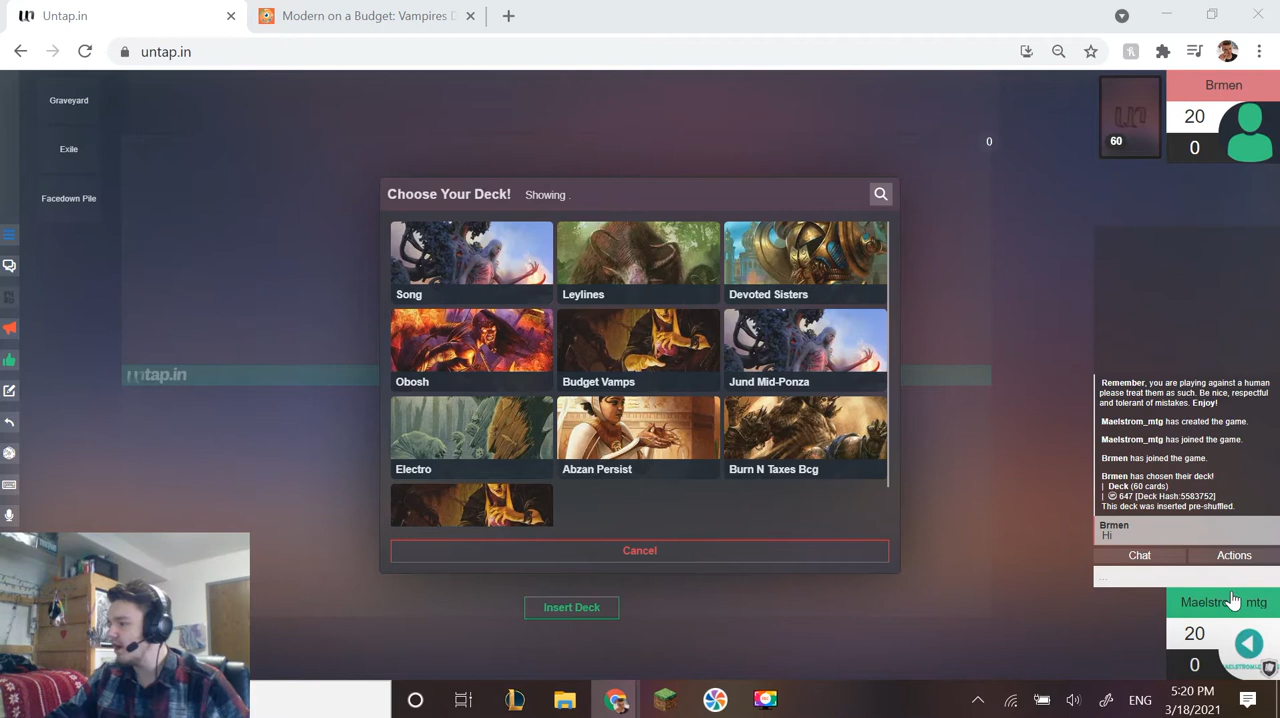 Untap.in
Modern on a Budget: Vampires D
untap.in
Graveyard
Exile
Facedown Pile
0
60
Brmen
20
0
Choose Your Deck!
Showing .
Song
Leylines
Devoted Sisters
Obosh
Budget Vamps
Jund Mid-Ponza
Electro
Abzan Persist
Burn N Taxes Bcg
Cancel
Insert Deck
untap.in
Remember, you are playing against a human
please treat them as such. Be nice, respectful
and tolerant of mistakes. Enjoy!
Maelstrom_mtg has created the game.
Maelstrom_mtg has joined the game.
Brmen has joined the game.
Brmen has chosen their deck!
| Deck (60 cards)
| 647 [Deck Hash:5583752]
This deck was inserted pre-shuffled.
Brmen
Hi
Chat
Actions
...
Maelstrom mtg
20
0
ENG
5:20 PM
3/18/2021